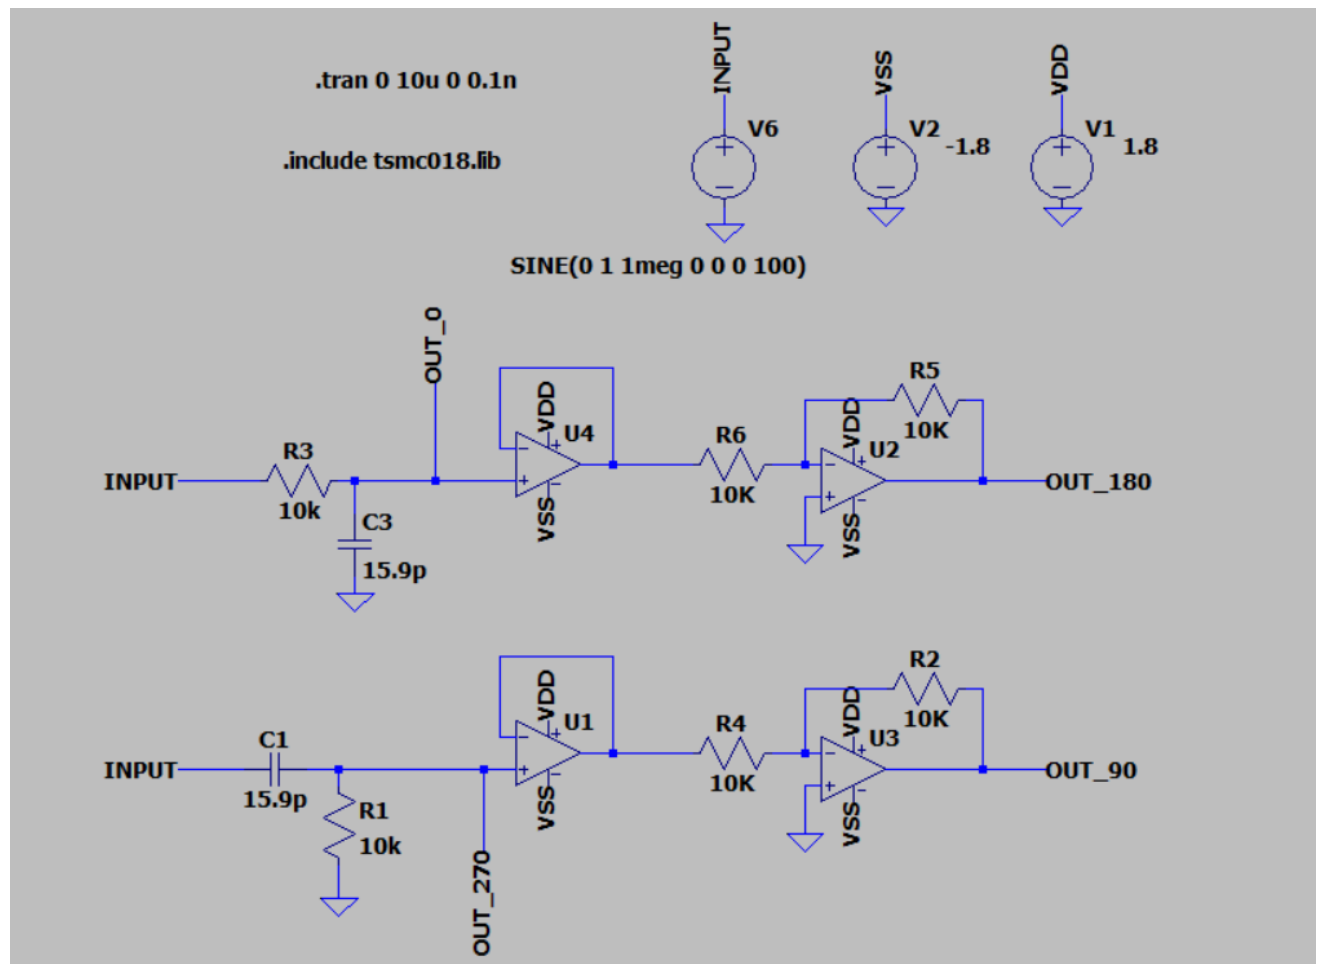 .tran 0 10u 0 0.1n
.include tsmc018.lib
INPUT
V6
VSS
V2
-1.8
VDD
V1
1.8
SINE(0 1 1meg 0 0 0 100)
OUT_0
INPUT
R3
10k
C3
15.9p
VDD
U4
VSS
R6
10K
R5
10K
VDD
U2
VSS
OUT_180
INPUT
C1
15.9p
R1
10k
OUT_270
VDD
U1
VSS
R4
10K
R2
10K
VDD
U3
VSS
OUT_90